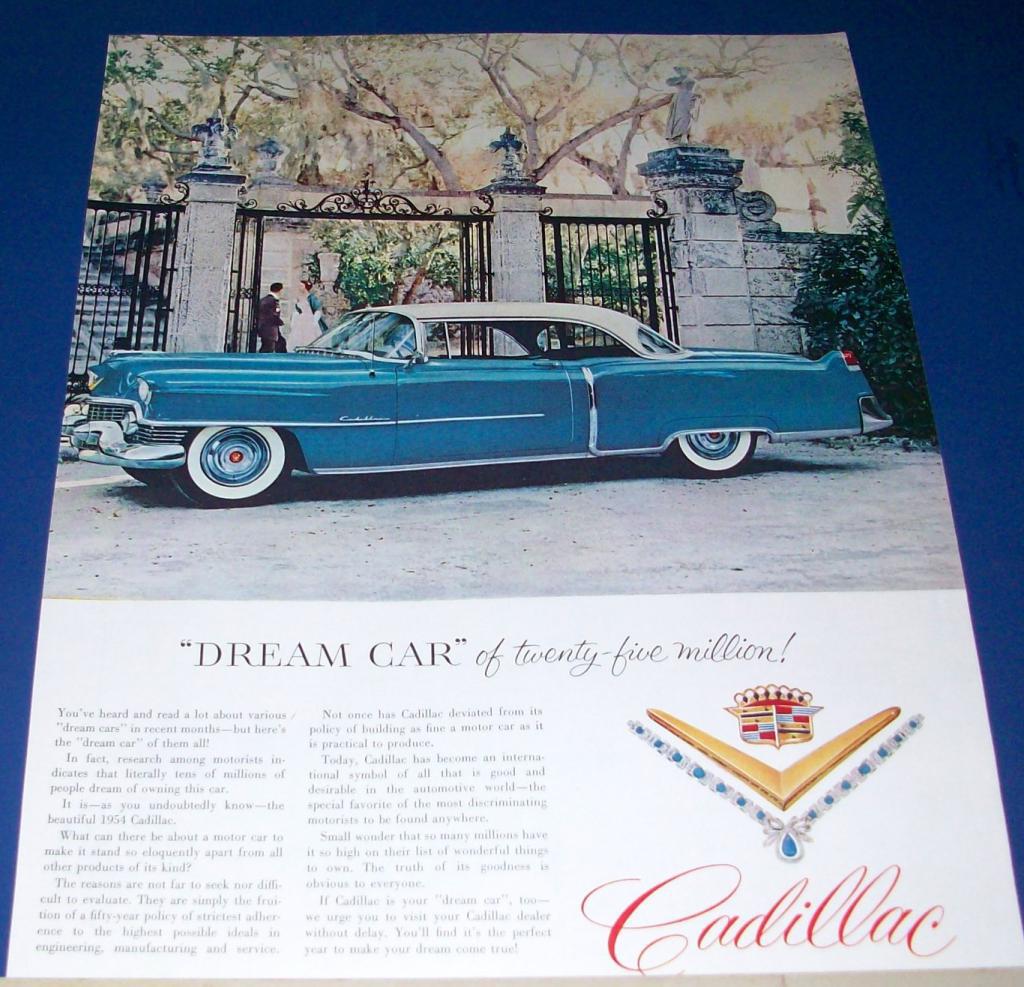 Cadillac
"DREAM CAR" of twenty-five million!
You've heard and read a lot about various
"dream cars" in recent months—but here's
the "dream car" of them all!
In fact, research among motorists in-
dicates that literally tens of millions of
people dream of owning this car.
It is—as you undoubtedly know—the
beautiful 1954 Cadillac.
What can there be about a motor car to
make it stand so eloquently apart from all
other products of its kind?
The reasons are not far to seek nor diffi-
cult to evaluate. They are simply the frui-
tion of a fifty-year policy of strictest adher-
ence to the highest possible ideals in
engineering, manufacturing and service.
Not once has Cadillac deviated from its
policy of building as fine a motor car as it
is practical to produce.
Today, Cadillac has become an interna-
tional symbol of all that is good and
desirable in the automotive world—the
special favorite of the most discriminating
motorists to be found anywhere.
Small wonder that so many millions have
it so high on their list of wonderful things
to own. The truth of its goodness is
obvious to everyone.
If Cadillac is your "dream car", too—
we urge you to visit your Cadillac dealer
without delay. You'll find it's the perfect
year to make your dream come true!
Cadillac